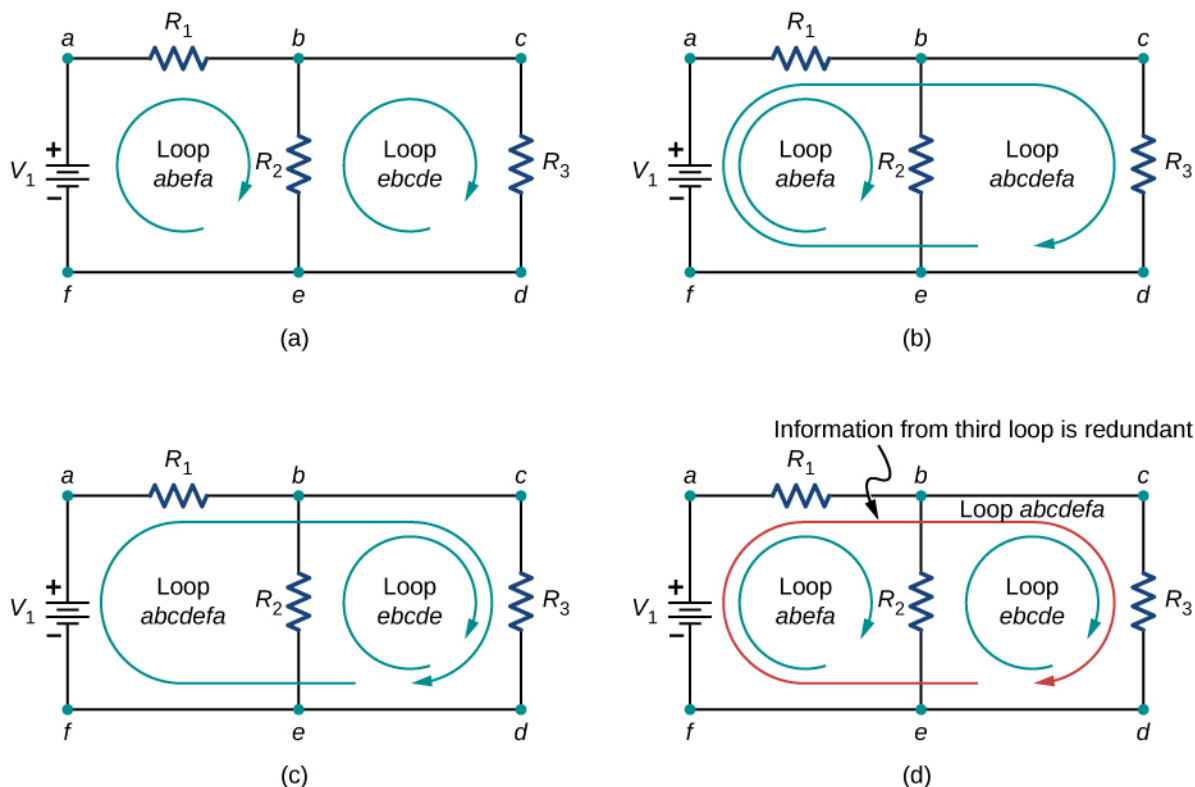 R1
a b c
Loop abefa
R2
Loop ebcde
R3
V1
+
−
f e d
(a)
R1
a b c
Loop abefa
R2
Loop abcdefa
R3
V1
+
−
f e d
(b)
R1
a b c
Loop abcdefa
R2
Loop ebcde
R3
V1
+
−
f e d
(c)
Information from third loop is redundant
R1
a b c
Loop abcdefa
Loop abefa
R2
Loop ebcde
R3
V1
+
−
f e d
(d)